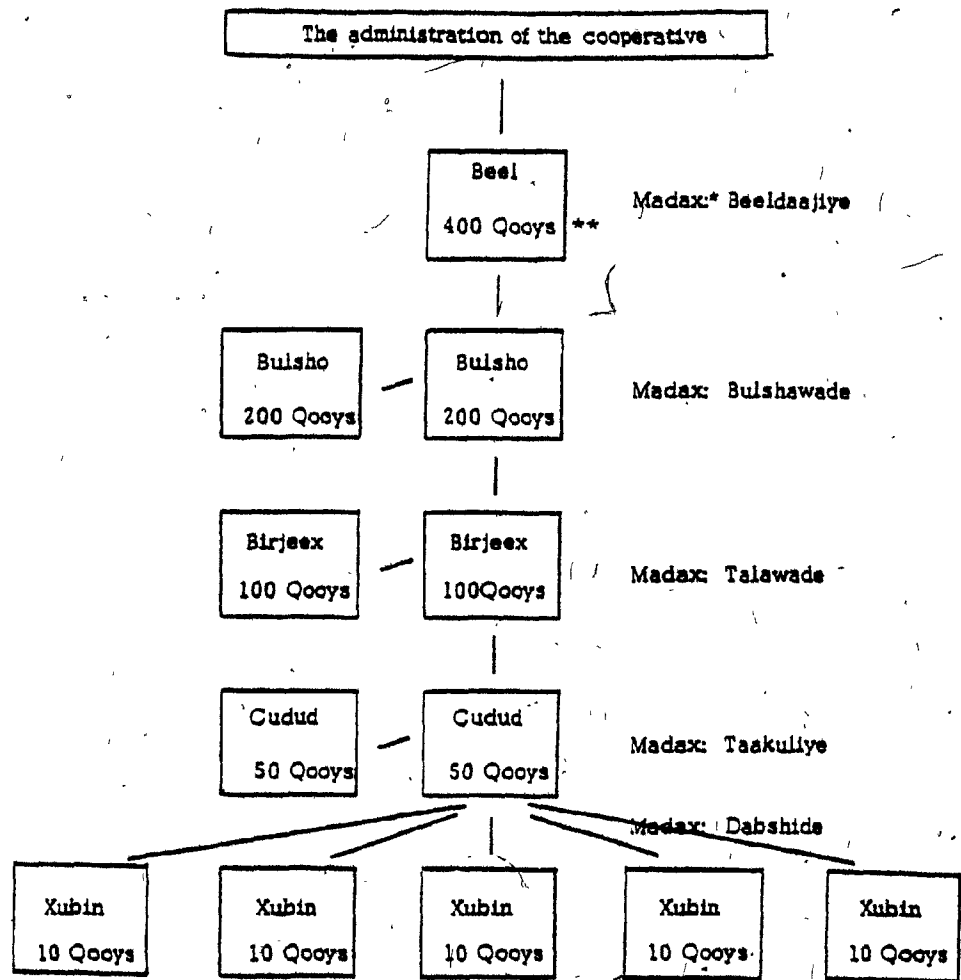 The administration of the cooperative
Beel
400 Qooys **
Madax:* Beeldaajiye
Bulsho
200 Qooys
Bulsho
200 Qooys
Madax: Bulshawade
Birjeex
100 Qooys
Birjeex
100Qooys
Madax: Talawade
Cudud
50 Qooys
Cudud
50 Qooys
Madax: Taakuliye
Madax: Dabshide
Xubin
10 Qooys
Xubin
10 Qooys
Xubin
10 Qooys
Xubin
10 Qooys
Xubin
10 Qooys